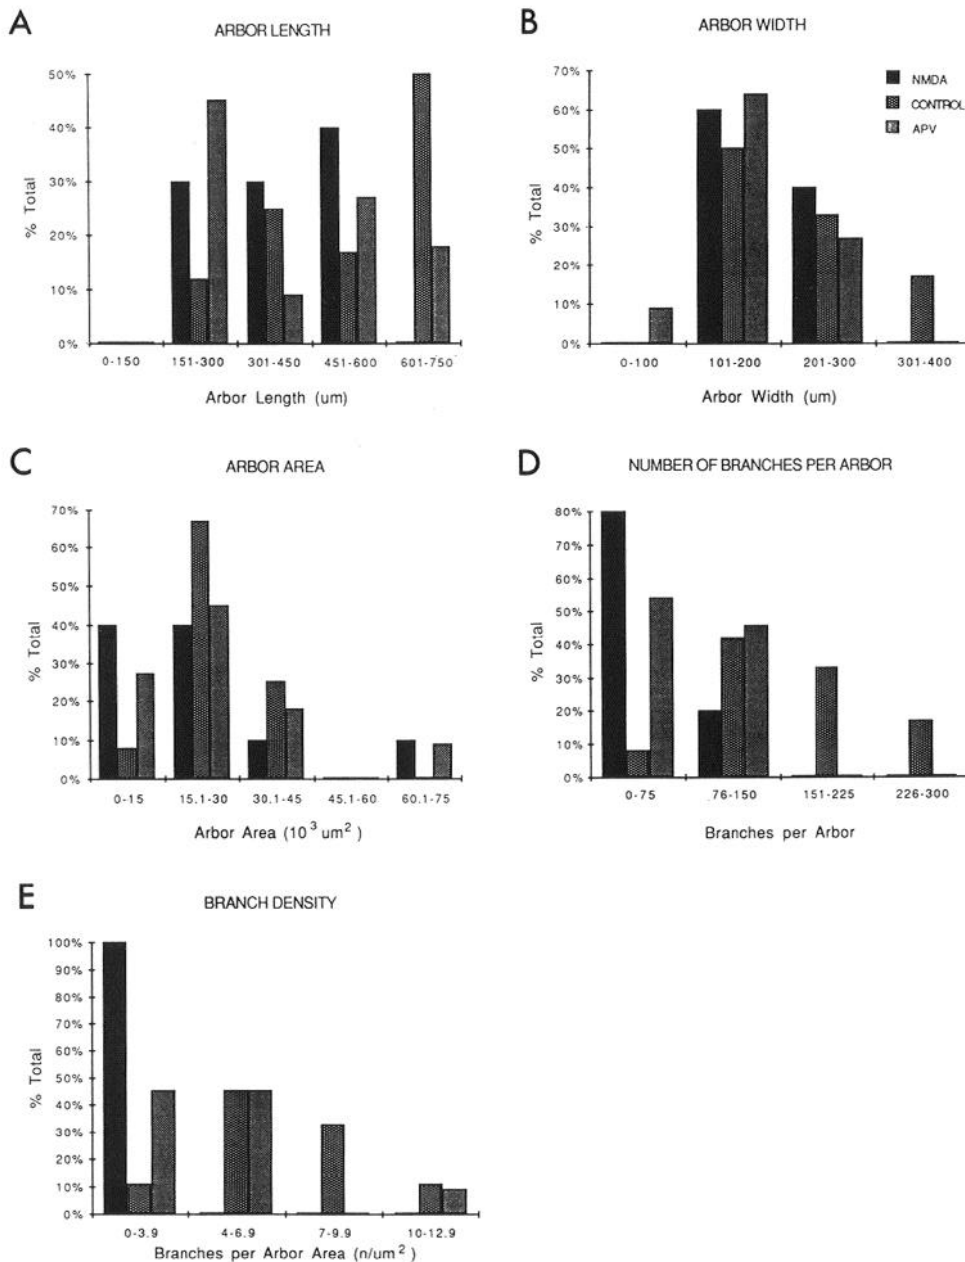 A
ARBOR LENGTH
50%
40%
30%
20%
10%
0%
% Total
0-150
151-300
301-450
451-600
601-750
Arbor Length (um)
B
ARBOR WIDTH
70%
60%
50%
40%
30%
20%
10%
0%
% Total
NMDA
CONTROL
APV
0-100
101-200
201-300
301-400
Arbor Width (um)
C
ARBOR AREA
70%
60%
50%
40%
30%
20%
10%
0%
% Total
0-15
15.1-30
30.1-45
45.1-60
60.1-75
Arbor Area (10³ um²)
D
NUMBER OF BRANCHES PER ARBOR
80%
70%
60%
50%
40%
30%
20%
10%
0%
% Total
0-75
76-150
151-225
226-300
Branches per Arbor
E
BRANCH DENSITY
100%
90%
80%
70%
60%
50%
40%
30%
20%
10%
0%
% Total
0-3.9
4-6.9
7-9.9
10-12.9
Branches per Arbor Area (n/um²)